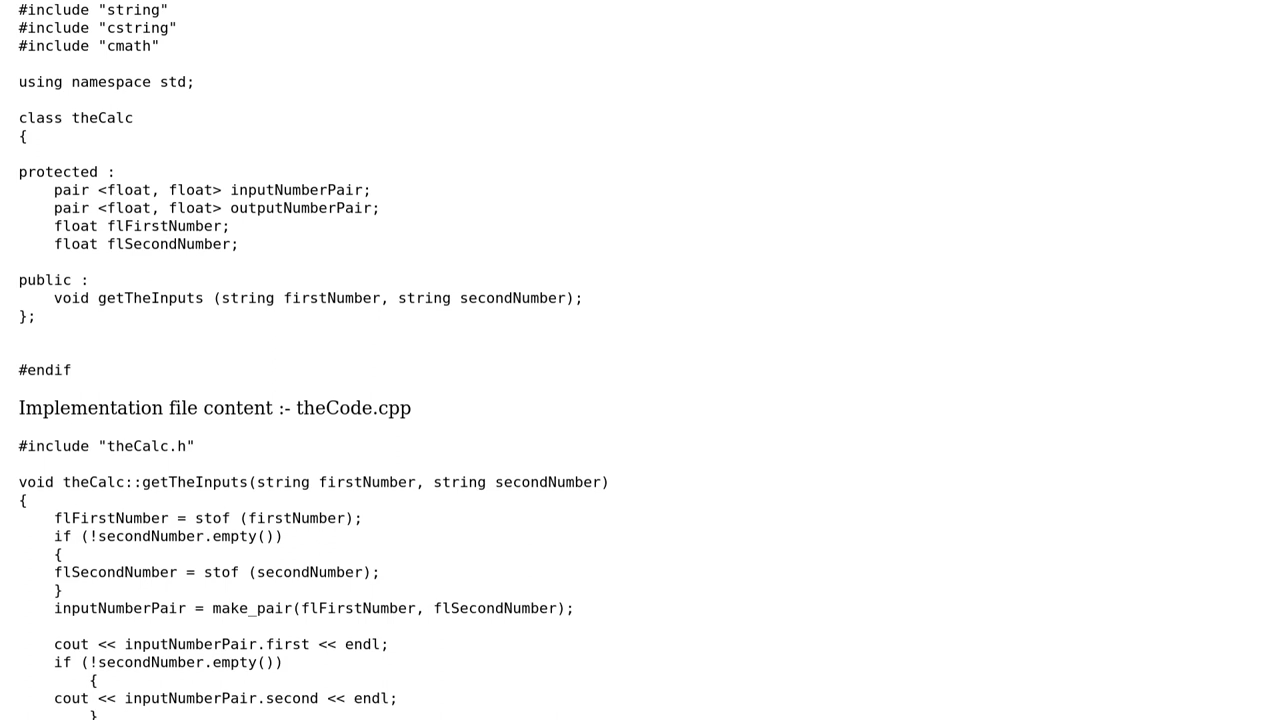 #include "string"
#include "cstring"
#include "cmath"
using namespace std;
class theCalc
{
protected :
    pair <float, float> inputNumberPair;
    pair <float, float> outputNumberPair;
    float flFirstNumber;
    float flSecondNumber;
public :
    void getTheInputs (string firstNumber, string secondNumber);
};
#endif
Implementation file content :- theCode.cpp
#include "theCalc.h"
void theCalc::getTheInputs(string firstNumber, string secondNumber)
{
    flFirstNumber = stof (firstNumber);
    if (!secondNumber.empty())
    {
    flSecondNumber = stof (secondNumber);
    }
    inputNumberPair = make_pair(flFirstNumber, flSecondNumber);
    cout << inputNumberPair.first << endl;
    if (!secondNumber.empty())
        {
    cout << inputNumberPair.second << endl;
        }